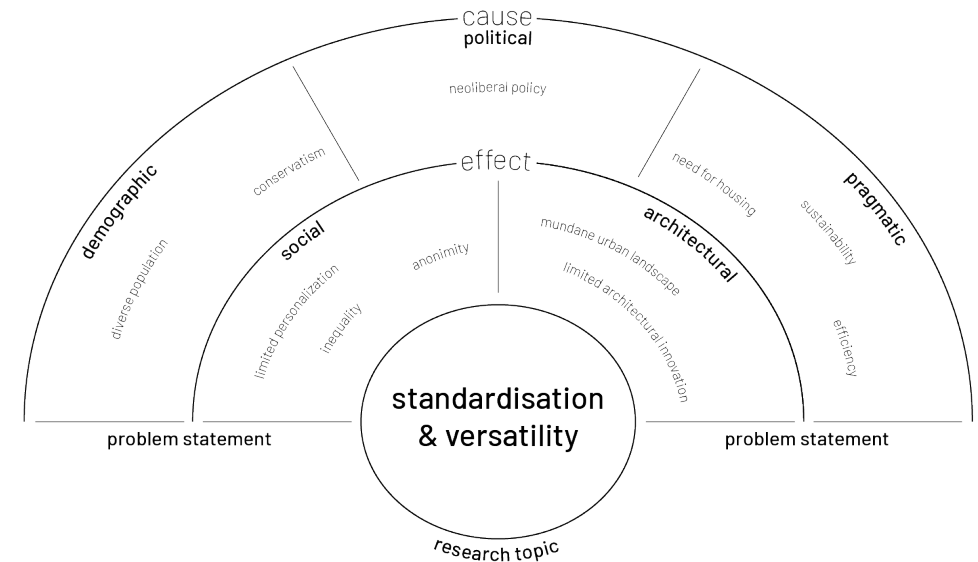 cause
political
neoliberal policy
demographic
conservatism
diverse population
need for housing
pragmatic
sustainability
efficiency
effect
social
anonimity
limited personalization
inequality
architectural
mundane urban landscape
limited architectural innovation
standardisation
& versatility
problem statement
problem statement
research topic